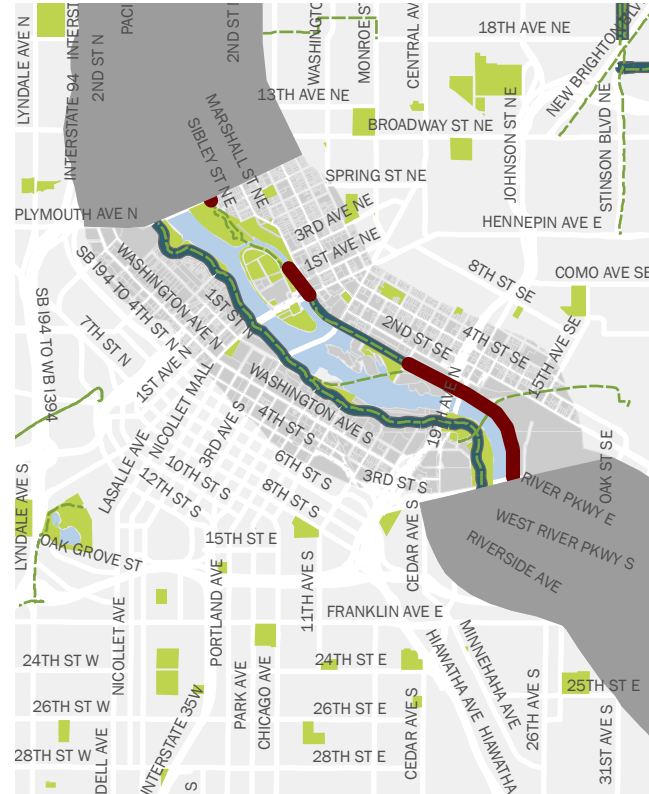 LYNDALE AVE N
INTERSTATE 94
INTERST
2ND ST N
PACI
2ND ST N
WASHINGTO
MONROE ST
CENTRAL AV
18TH AVE NE
NEW BRIGHTON BLV
STINSON BLVD NE
JOHNSON ST NE
13TH AVE NE
BROADWAY ST NE
MARSHALL ST NE
SIBLEY ST NE
SPRING ST NE
3RD AVE NE
1ST AVE NE
HENNEPIN AVE E
PLYMOUTH AVE N
SB I94 TO 4TH ST N
WASHINGTON AVE N
1ST ST N
8TH ST SE
COMO AVE SE
SB I94 TO WB I394
7TH ST N
1ST AVE N
NICOLLET MALL
2ND ST SE
4TH ST SE
15TH AVE SE
WASHINGTON AVE S
19TH AVE N
LASALLE AVE
3RD AVE S
4TH ST S
6TH ST S
3RD ST S
10TH ST S
12TH ST S
8TH ST S
OAK ST SE
RIVER PKWY E
WEST RIVER PKWY S
RIVERSIDE AVE
LYNDALE AVE S
OAK GROVE ST
15TH ST E
11TH AVE S
CEDAR AVE S
FRANKLIN AVE E
NICOLLET AVE
PORTLAND AVE
HIAWATHA AVE
MINNEHAHA AVE
24TH ST W
24TH ST E
25TH ST E
PARK AVE
CHICAGO AVE
26TH ST W
26TH ST E
26TH AVE S
31ST AVE S
INTERSTATE 35W
CEDAR AVE S
HIAWATHA
28TH ST W
DELL AVE
S
28TH ST E